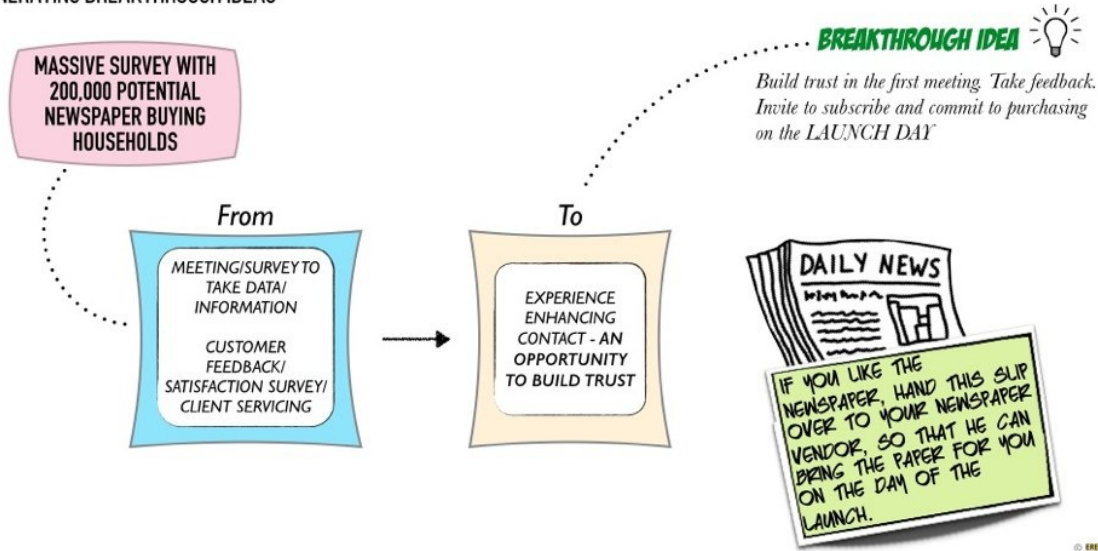 BREAKTHROUGH IDEAS
MASSIVE SURVEY WITH
200,000 POTENTIAL
NEWSPAPER BUYING
HOUSEHOLDS
BREAKTHROUGH IDEA
Build trust in the first meeting. Take feedback.
Invite to subscribe and commit to purchasing
on the LAUNCH DAY
From
MEETING/SURVEY TO
TAKE DATA/
INFORMATION
CUSTOMER
FEEDBACK/
SATISFACTION SURVEY/
CLIENT SERVICING
To
EXPERIENCE
ENHANCING
CONTACT - AN
OPPORTUNITY
TO BUILD TRUST
DAILY NEWS
IF YOU LIKE THE
NEWSPAPER, HAND THIS SLIP
OVER TO YOUR NEWSPAPER
VENDOR, SO THAT HE CAN
BRING THE PAPER FOR YOU
ON THE DAY OF THE
LAUNCH.